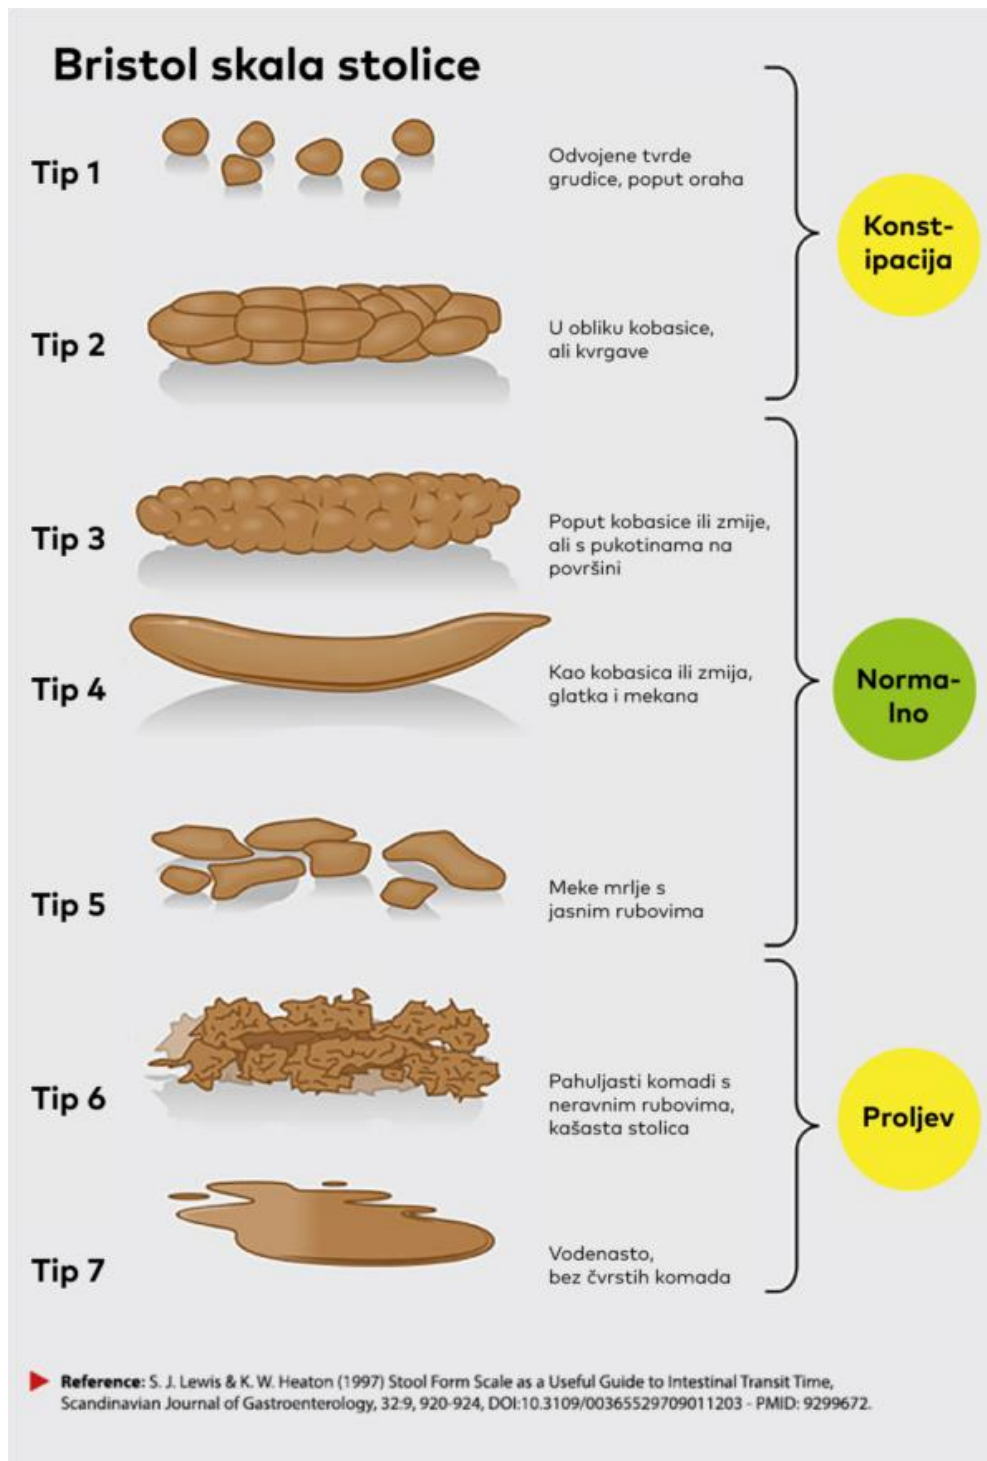 Bristol skala stolice
Tip 1
Odvojene tvrde
grudice, poput oraha
Konst-
ipacija
Tip 2
U obliku kobasice,
ali kvrgave
Tip 3
Poput kobasice ili zmije,
ali s pukotinama na
površini
Tip 4
Kao kobasica ili zmija,
glatka i mekana
Norma-
lno
Tip 5
Meke mrlje s
jasnim rubovima
Tip 6
Pahuljasti komadi s
neravnim rubovima,
kašasta stolica
Proljev
Tip 7
Vodenasto,
bez čvrstih komada
Reference: S. J. Lewis & K. W. Heaton (1997) Stool Form Scale as a Useful Guide to Intestinal Transit Time,
Scandinavian Journal of Gastroenterology, 32:9, 920-924, DOI:10.3109/00365529709011203 - PMID: 9299672.